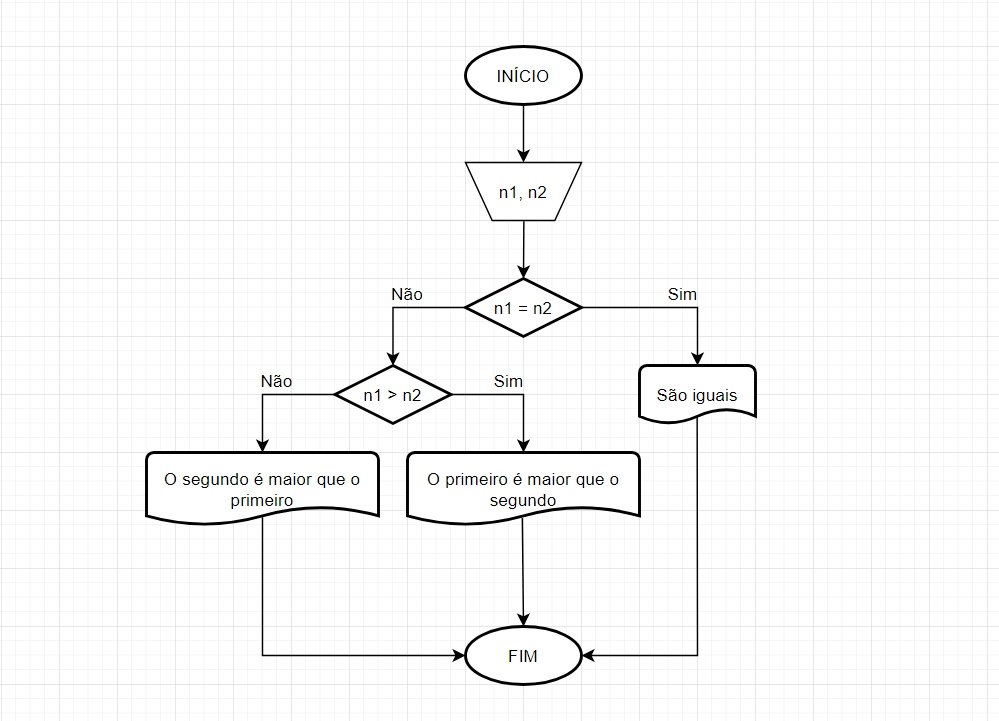 INÍCIO
n1, n2
Não
Sim
n1 = n2
Não
Sim
n1 > n2
São iguais
O segundo é maior que o
primeiro
O primeiro é maior que o
segundo
FIM